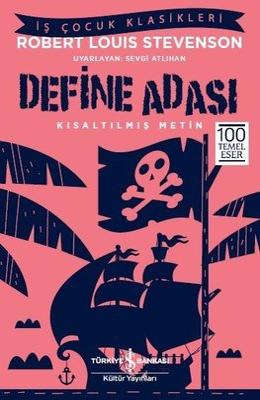 İŞ ÇOCUK KLASİKLERİ
ROBERT LOUIS STEVENSON
UYARLAYAN: SEVGİ ATLIHAN
DEFİNE ADASI
KISALTILMIŞ METİN
100
TEMEL
ESER
TÜRKİYE İŞ BANKASI
Kültür Yayınları